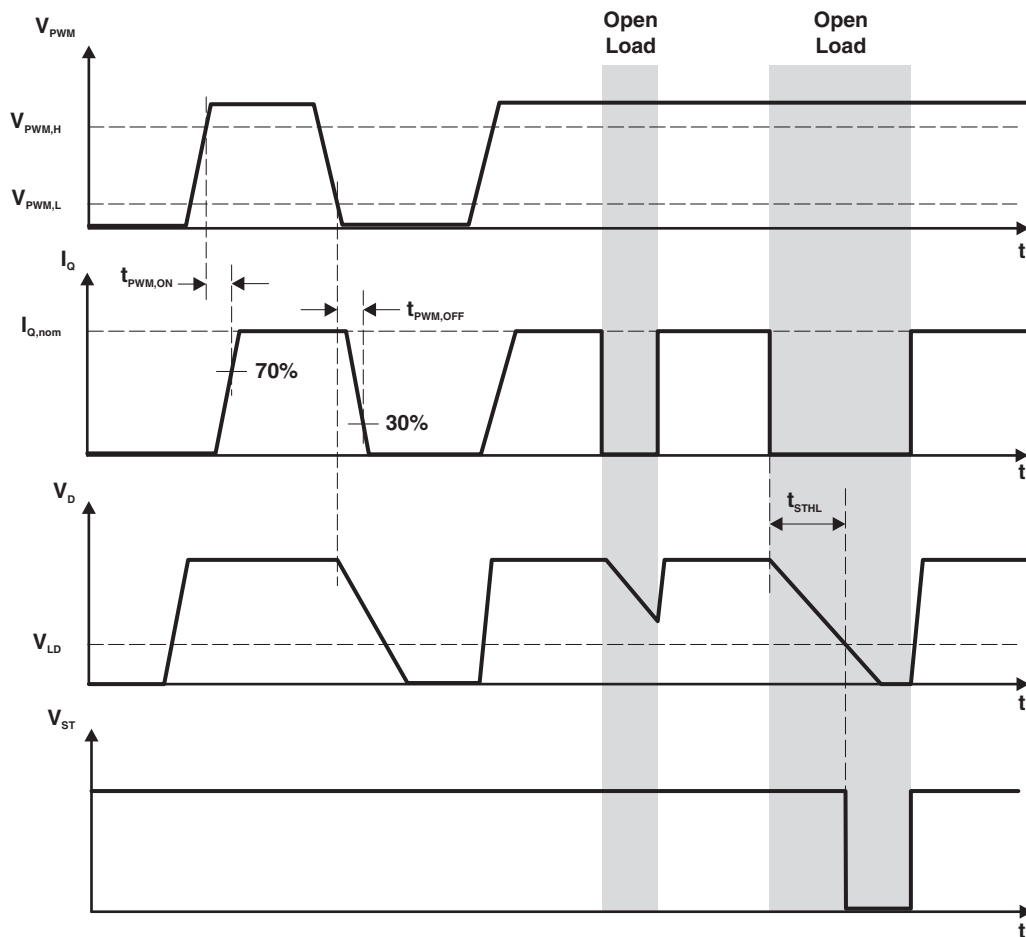 Open
Load
Open
Load
V_PWM
V_PWM,H
V_PWM,L
t
I_Q
t_PWM,ON
t_PWM,OFF
I_Q,nom
70%
30%
t
V_D
t_STHL
V_LD
t
V_ST
t